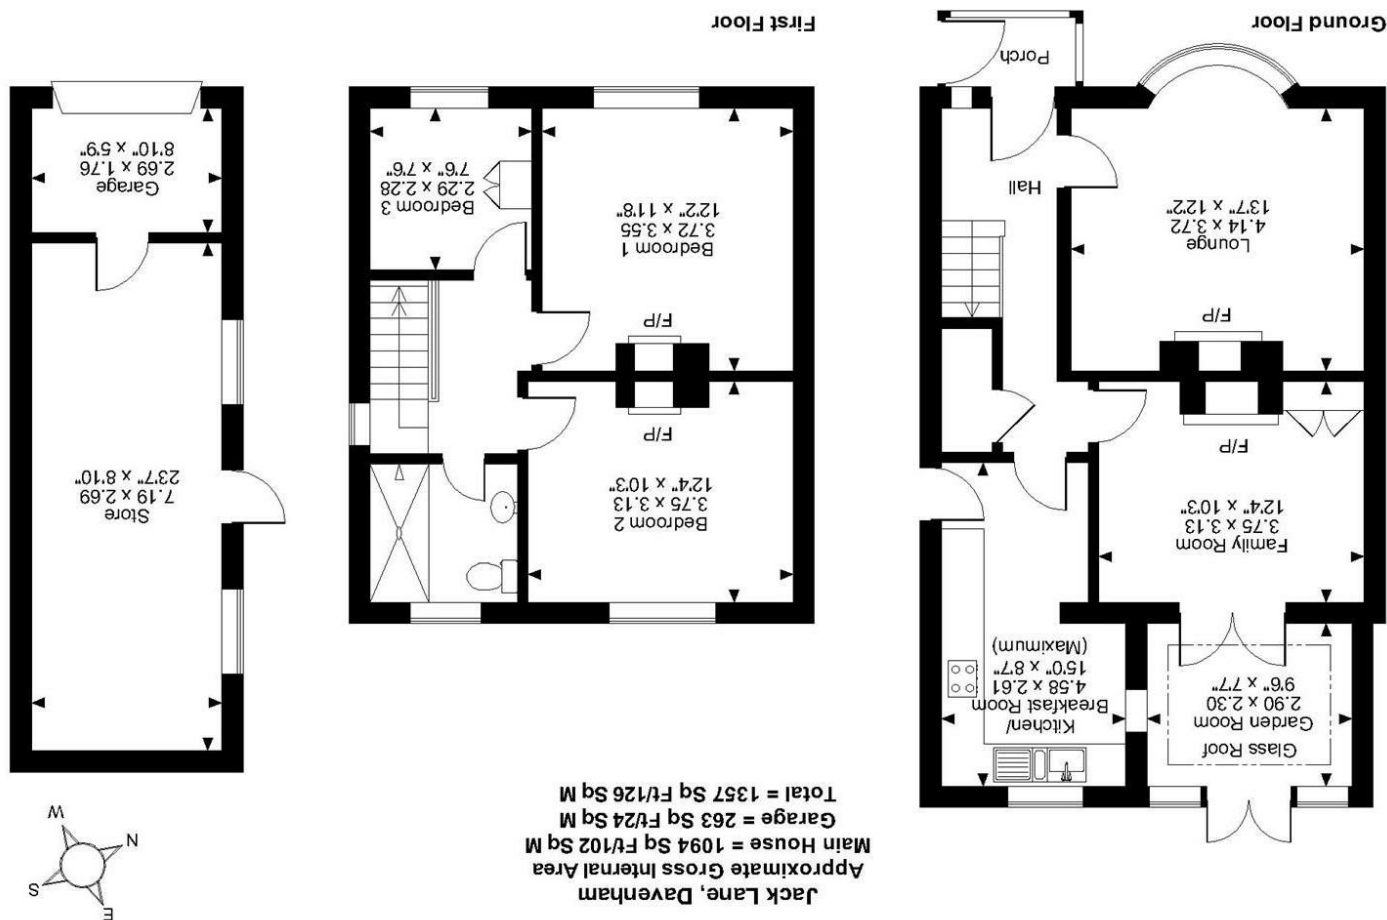 Jack Lane, Davenham
Approximate Gross Internal Area
Main House = 1094 Sq Ft/102 Sq M
Garage = 263 Sq Ft/24 Sq M
Total = 1357 Sq Ft/126 Sq M
E
S
N
W
Glass Roof
Garden Room
2.90 x 2.30
9'6" x 7'7"
Kitchen/
Breakfast Room
4.58 x 2.61
15'0" x 8'7"
(Maximum)
Family Room
3.75 x 3.13
12'4" x 10'3"
F/P
F/P
Lounge
4.14 x 3.72
13'7" x 12'2"
Hall
Porch
Ground Floor
Bedroom 2
3.75 x 3.13
12'4" x 10'3"
F/P
F/P
Bedroom 1
3.72 x 3.55
12'2" x 11'8"
Bedroom 3
2.29 x 2.28
7'6" x 7'6"
First Floor
Store
7.19 x 2.69
23'7" x 8'10"
Garage
2.69 x 1.76
8'10" x 5'9"